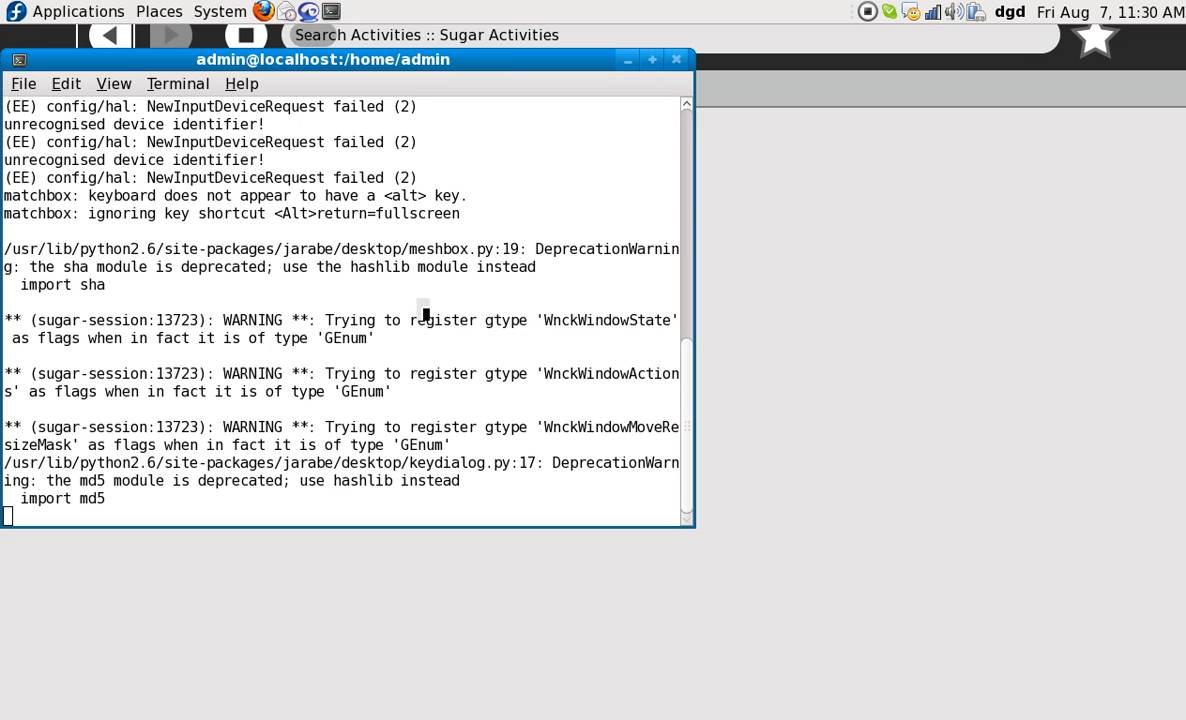 Applications Places System dgd Fri Aug 7, 11:30 AM
Search Activities :: Sugar Activities
admin@localhost:/home/admin
File Edit View Terminal Help
(EE) config/hal: NewInputDeviceRequest failed (2)
unrecognised device identifier!
(EE) config/hal: NewInputDeviceRequest failed (2)
unrecognised device identifier!
(EE) config/hal: NewInputDeviceRequest failed (2)
matchbox: keyboard does not appear to have a <alt> key.
matchbox: ignoring key shortcut <Alt>return=fullscreen
/usr/lib/python2.6/site-packages/jarabe/desktop/meshbox.py:19: DeprecationWarnin
g: the sha module is deprecated; use the hashlib module instead
import sha
** (sugar-session:13723): WARNING **: Trying to register gtype 'WnckWindowState'
as flags when in fact it is of type 'GEnum'
** (sugar-session:13723): WARNING **: Trying to register gtype 'WnckWindowAction
s' as flags when in fact it is of type 'GEnum'
** (sugar-session:13723): WARNING **: Trying to register gtype 'WnckWindowMoveRe
sizeMask' as flags when in fact it is of type 'GEnum'
/usr/lib/python2.6/site-packages/jarabe/desktop/keydialog.py:17: DeprecationWarn
ing: the md5 module is deprecated; use hashlib instead
import md5